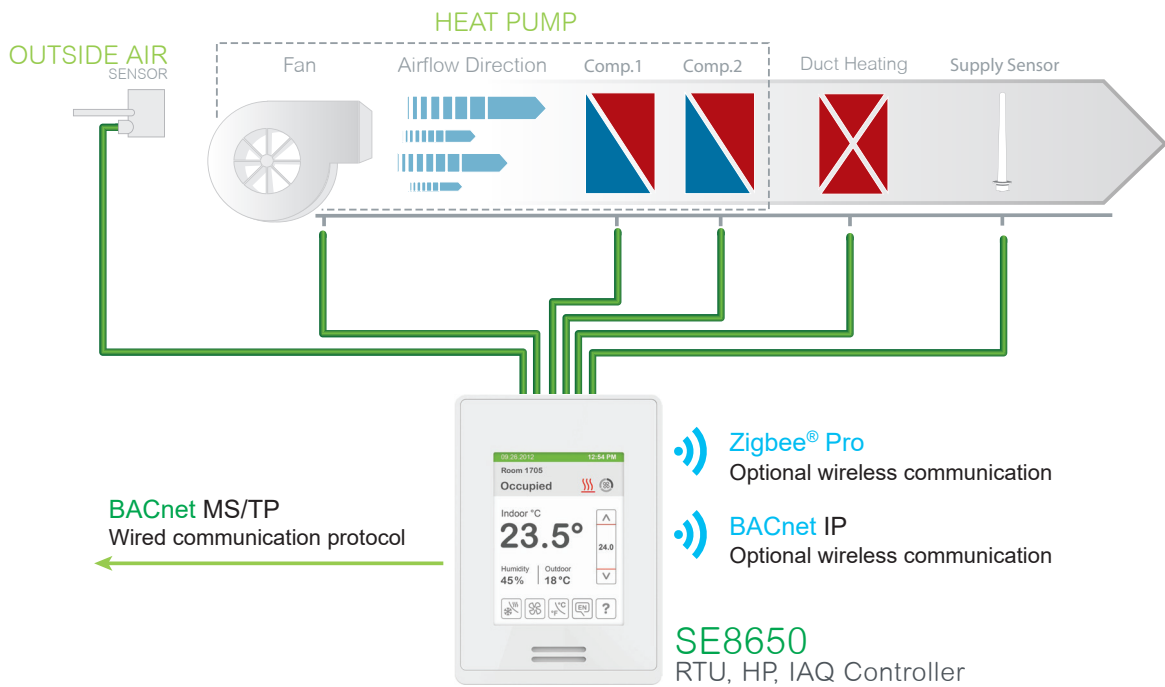 HEAT PUMP
OUTSIDE AIR
SENSOR
Fan
Airflow Direction
Comp.1
Comp.2
Duct Heating
Supply Sensor
09.28.2012 12:54 PM
Room 1705
Occupied
Indoor °C
23.5°
24.0
Humidity
45%
Outdoor
18°C
°F °C
EN
?
BACnet MS/TP
Wired communication protocol
Zigbee® Pro
Optional wireless communication
BACnet IP
Optional wireless communication
SE8650
RTU, HP, IAQ Controller